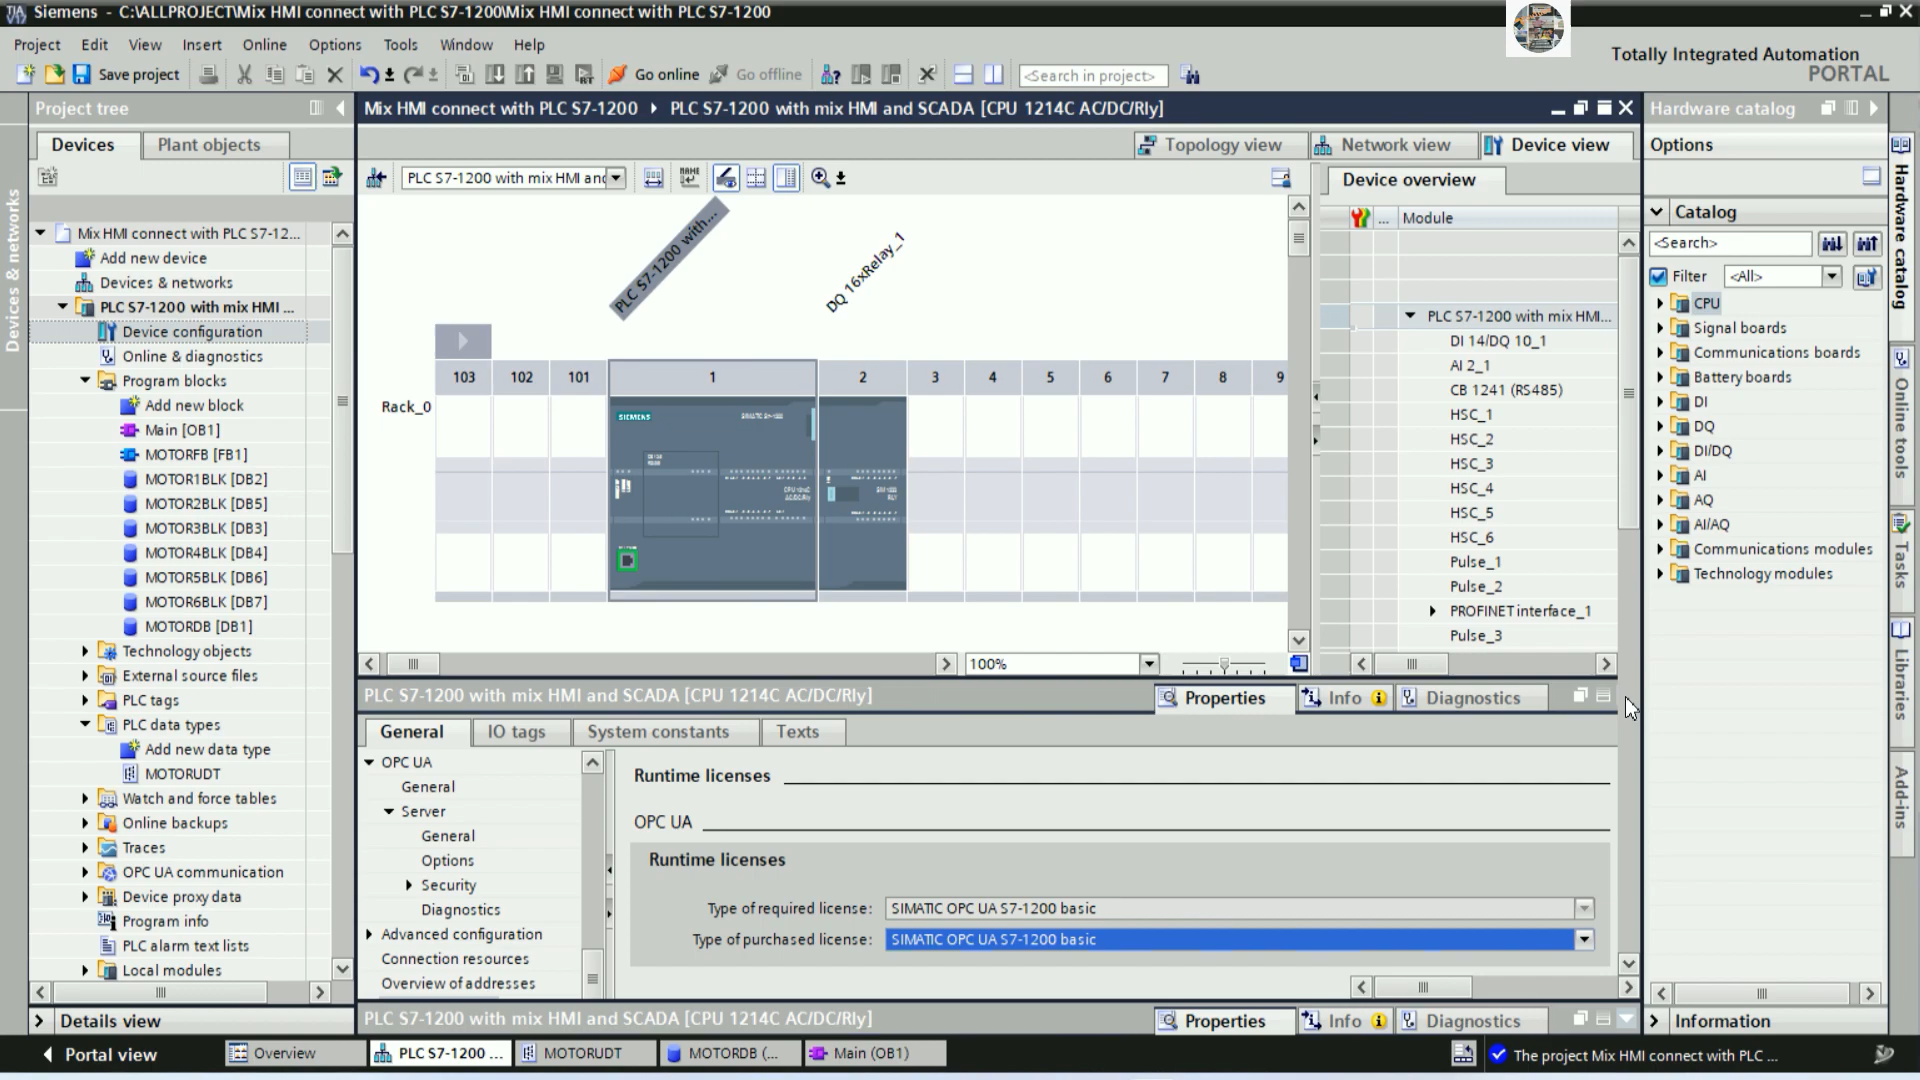 Siemens - C:\ALLPROJECT\Mix HMI connect with PLC S7-1200\Mix HMI connect with PLC S7-1200
Project Edit View Insert Online Options Tools Window Help
Totally Integrated Automation
PORTAL
Save project
Go online
Go offline
<Search in project>
Project tree
Mix HMI connect with PLC S7-1200 PLC S7-1200 with mix HMI and SCADA [CPU 1214C AC/DC/Rly]
Hardware catalog
Devices
Plant objects
Topology view
Network view
Device view
Options
PLC S7-1200 with mix HMI and
Device overview
Devices & networks
Mix HMI connect with PLC S7-12...
Add new device
Devices & networks
PLC S7-1200 with mix HMI ...
Device configuration
Online & diagnostics
Program blocks
Add new block
Main [OB1]
MOTORFB [FB1]
MOTOR1BLK [DB2]
MOTOR2BLK [DB5]
MOTOR3BLK [DB3]
MOTOR4BLK [DB4]
MOTOR5BLK [DB6]
MOTOR6BLK [DB7]
MOTORDB [DB1]
Technology objects
External source files
PLC tags
PLC data types
Add new data type
MOTORUDT
Watch and force tables
Online backups
Traces
OPC UA communication
Device proxy data
Program info
PLC alarm text lists
Local modules
Details view
PLC S7-1200 with...
DQ 16xRelay_1
103 102 101 1 2 3 4 5 6 7 8 9
Rack_0
SIEMENS
SIMATIC S7-1200
100%
... Module
PLC S7-1200 with mix HMI...
DI 14/DQ 10_1
AI 2_1
CB 1241 (RS485)
HSC_1
HSC_2
HSC_3
HSC_4
HSC_5
HSC_6
Pulse_1
Pulse_2
PROFINET interface_1
Pulse_3
Catalog
<Search>
Filter
<All>
CPU
Signal boards
Communications boards
Battery boards
DI
DQ
DI/DQ
AI
AQ
AI/AQ
Communications modules
Technology modules
Information
Hardware catalog
Online tools
Tasks
Libraries
Add-ins
PLC S7-1200 with mix HMI and SCADA [CPU 1214C AC/DC/Rly]
Properties
Info
Diagnostics
General
IO tags
System constants
Texts
OPC UA
General
Server
General
Options
Security
Diagnostics
Advanced configuration
Connection resources
Overview of addresses
Runtime licenses
OPC UA
Runtime licenses
Type of required license: SIMATIC OPC UA S7-1200 basic
Type of purchased license: SIMATIC OPC UA S7-1200 basic
PLC S7-1200 with mix HMI and SCADA [CPU 1214C AC/DC/Rly]
Properties
Info
Diagnostics
Portal view
Overview
PLC S7-1200 ...
MOTORUDT
MOTORDB (...
Main (OB1)
The project Mix HMI connect with PLC ...